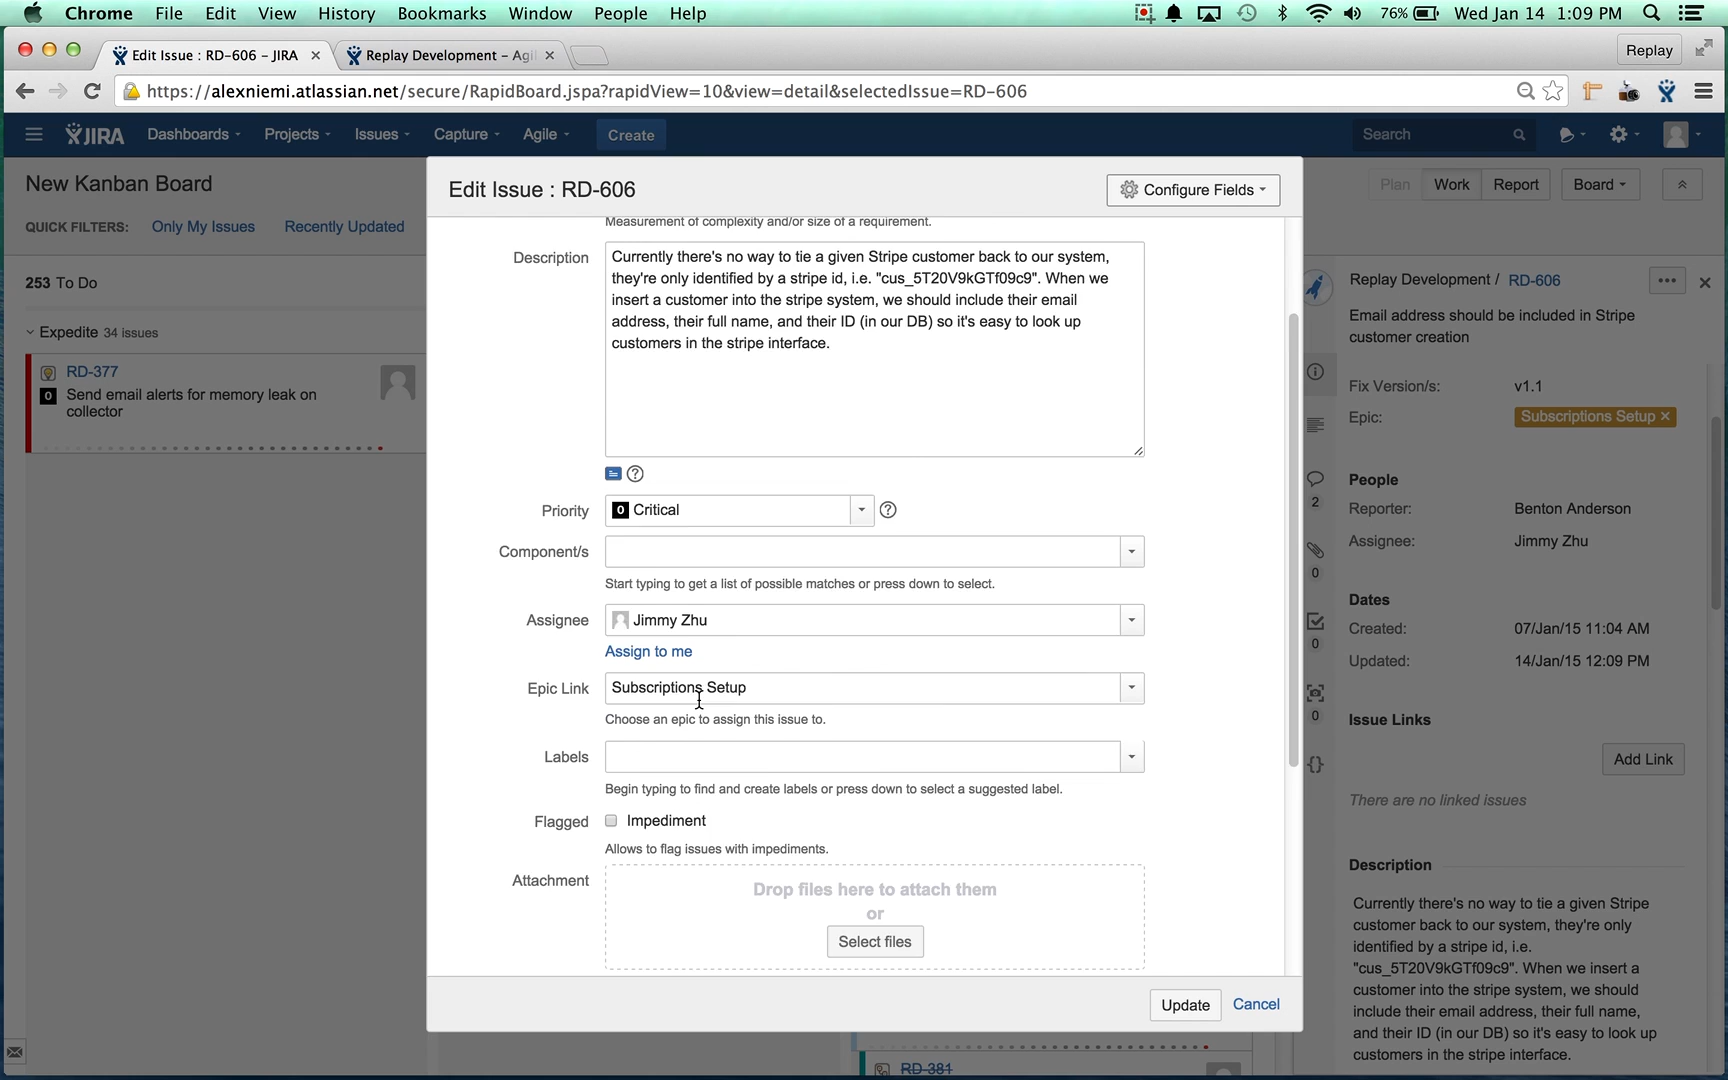 Chrome File Edit View History Bookmarks Window People Help 76% Wed Jan 14 1:09 PM
Edit Issue : RD-606 – JIRA × Replay Development – Agil × Replay
https://alexniemi.atlassian.net/secure/RapidBoard.jspa?rapidView=10&view=detail&selectedIssue=RD-606
JIRA Dashboards Projects Issues Capture Agile Create Search
New Kanban Board Plan Work Report Board
QUICK FILTERS: Only My Issues Recently Updated
253 To Do
Expedite 34 issues
RD-377
0 Send email alerts for memory leak on
collector
Edit Issue : RD-606 Configure Fields
Measurement of complexity and/or size of a requirement.
Description
Currently there's no way to tie a given Stripe customer back to our system,
they're only identified by a stripe id, i.e. "cus_5T20V9kGTf09c9". When we
insert a customer into the stripe system, we should include their email
address, their full name, and their ID (in our DB) so it's easy to look up
customers in the stripe interface.
?
Priority 0 Critical ?
Component/s
Start typing to get a list of possible matches or press down to select.
Assignee Jimmy Zhu
Assign to me
Epic Link Subscriptions Setup
Choose an epic to assign this issue to.
Labels
Begin typing to find and create labels or press down to select a suggested label.
Flagged Impediment
Allows to flag issues with impediments.
Attachment
Drop files here to attach them
or
Select files
Update Cancel
RD-381
Replay Development / RD-606 ••• ×
Email address should be included in Stripe
customer creation
Fix Version/s: v1.1
Epic: Subscriptions Setup ×
People
2
Reporter: Benton Anderson
Assignee: Jimmy Zhu
0
Dates
Created: 07/Jan/15 11:04 AM
0
Updated: 14/Jan/15 12:09 PM
0
Issue Links
Add Link
{}
There are no linked issues
Description
Currently there's no way to tie a given Stripe
customer back to our system, they're only
identified by a stripe id, i.e.
"cus_5T20V9kGTf09c9". When we insert a
customer into the stripe system, we should
include their email address, their full name,
and their ID (in our DB) so it's easy to look up
customers in the stripe interface.